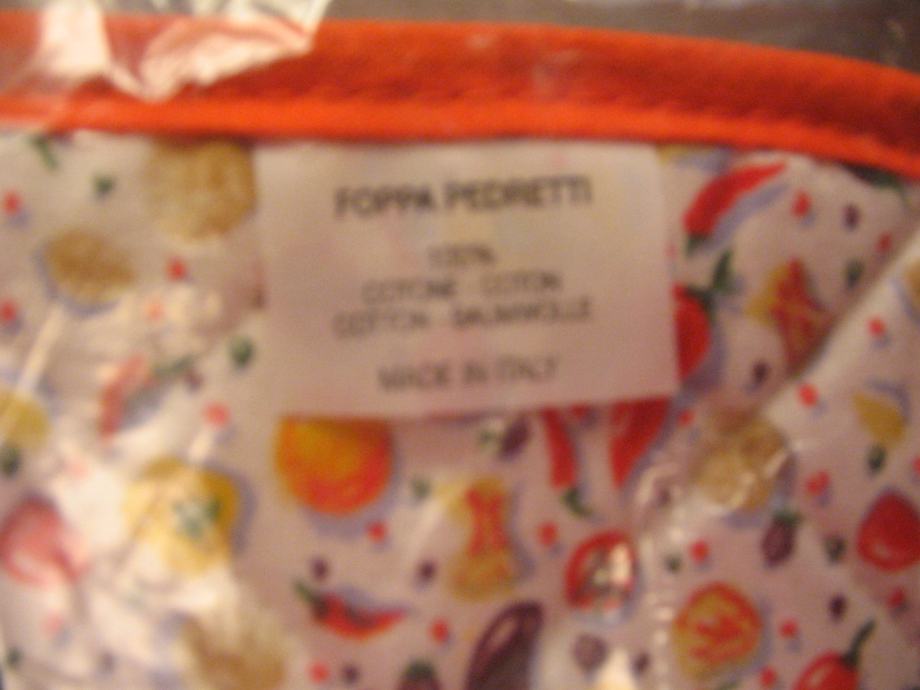 FOPPA PEDRETTI
100%
COTONE - COTON
COTTON - BAUMWOLLE
MADE IN ITALY